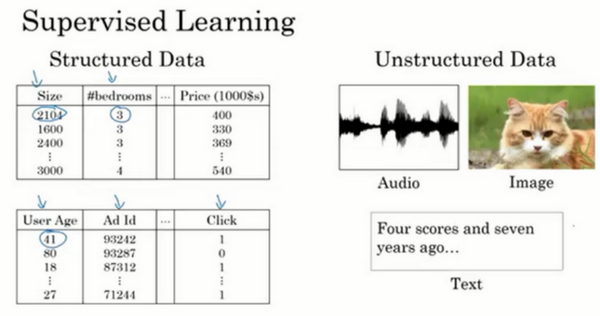 Supervised Learning
Structured Data
Size #bedrooms ... Price (1000$s)
2104 3 400
1600 3 330
2400 3 369
⋮ ⋮ ⋮
3000 4 540
User Age Ad Id ... Click
41 93242 1
80 93287 0
18 87312 1
⋮ ⋮ ⋮
27 71244 1
Unstructured Data
Audio
Image
Four scores and seven
years ago...
Text